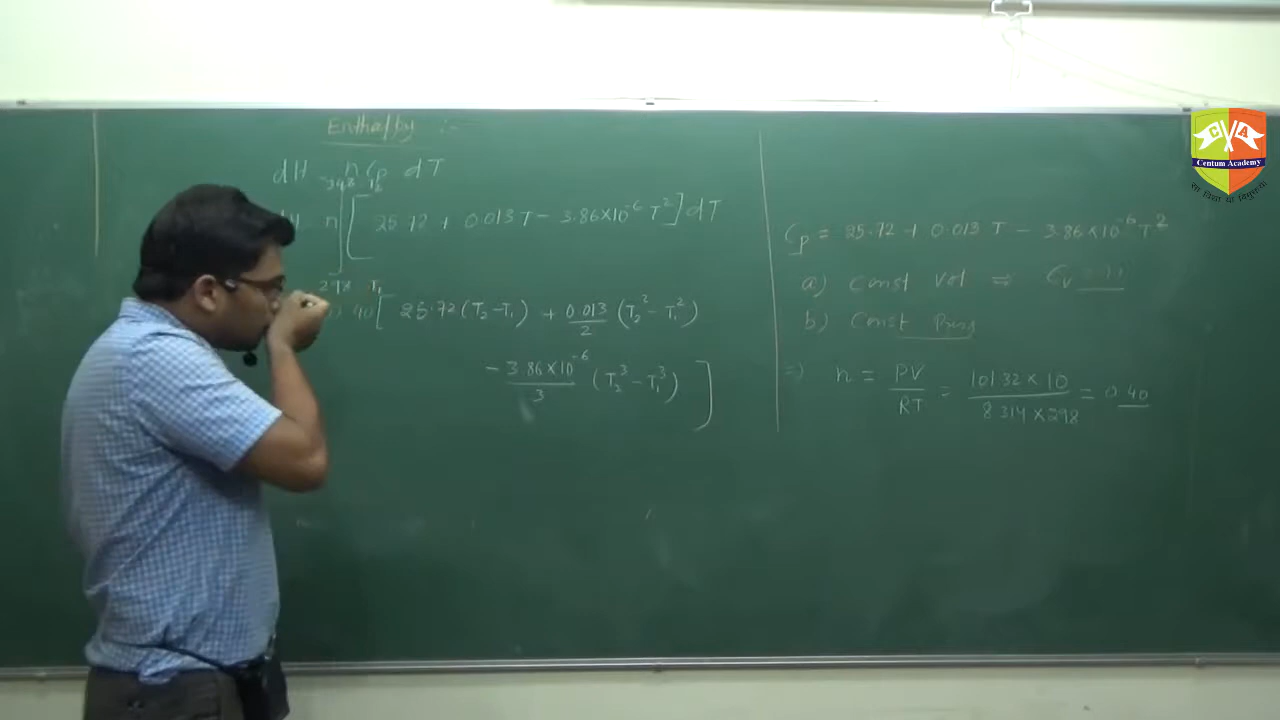 Enthalpy :-
dH = nCp dT
348
dH n [ 25.72 + 0.013 T - 3.86×10⁻⁶ T² ] dT
298 T₁
0.40 [ 25.72 (T₂-T₁) + 0.013/2 (T₂² - T₁²)
- 3.86×10⁻⁶/3 (T₂³ - T₁³) ]
Cp = 25.72 + 0.013 T - 3.86×10⁻⁶ T²
a) Const Vol ⇒ Cv
b) Const Press
⇒) n = PV/RT = 101.32 × 10/8.314 × 298 = 0.40
C A
Centum Academy